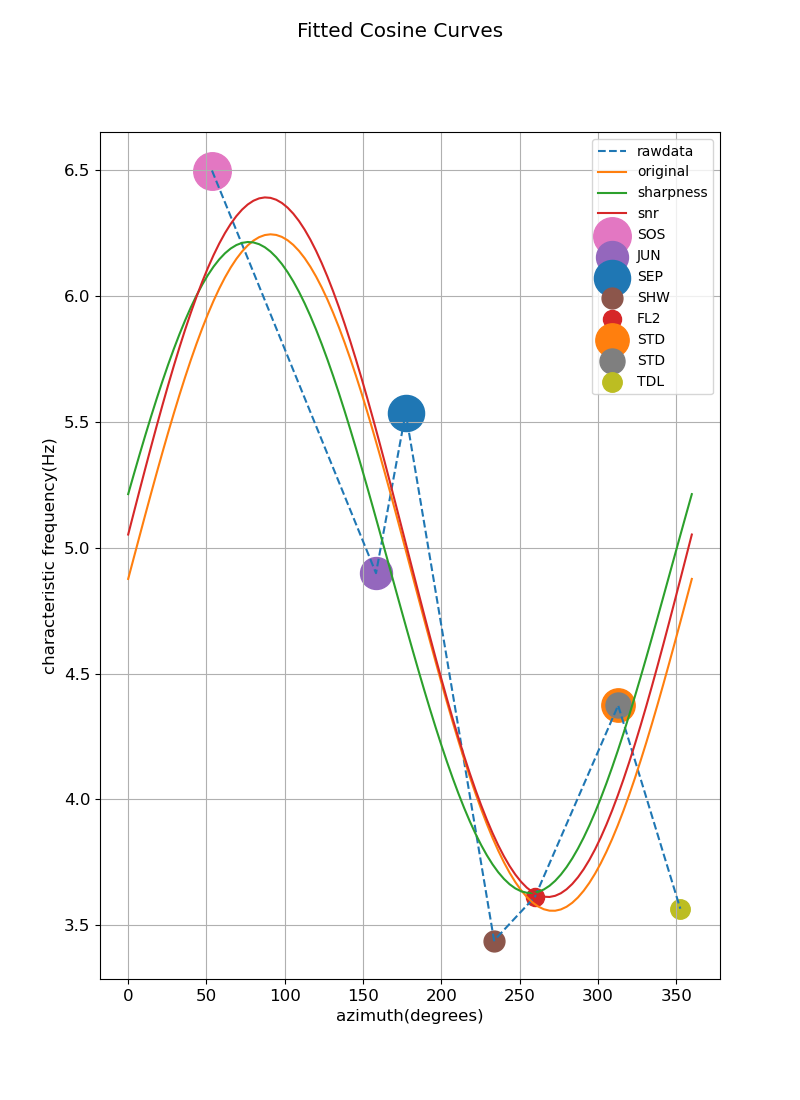 Fitted Cosine Curves
6.5
6.0
5.5
5.0
4.5
4.0
3.5
characteristic frequency(Hz)
rawdata
original
sharpness
snr
SOS
JUN
SEP
SHW
FL2
STD
STD
TDL
0 50 100 150 200 250 300 350
azimuth(degrees)